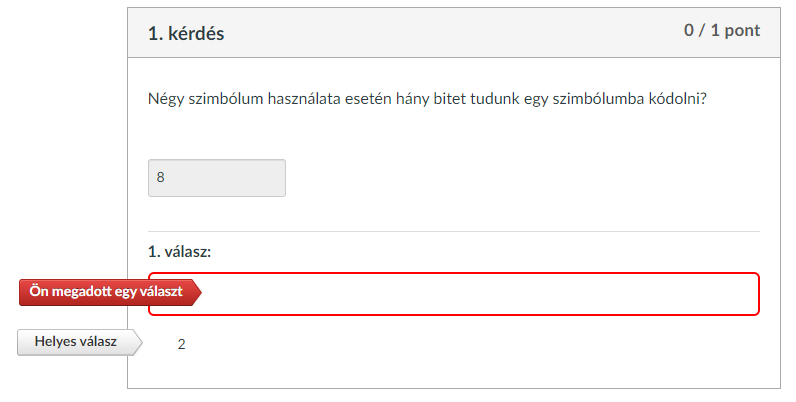 1. kérdés
0 / 1 pont
Négy szimbólum használata esetén hány bitet tudunk egy szimbólumba kódolni?
8
1. válasz:
Ön megadott egy választ
Helyes válasz
2